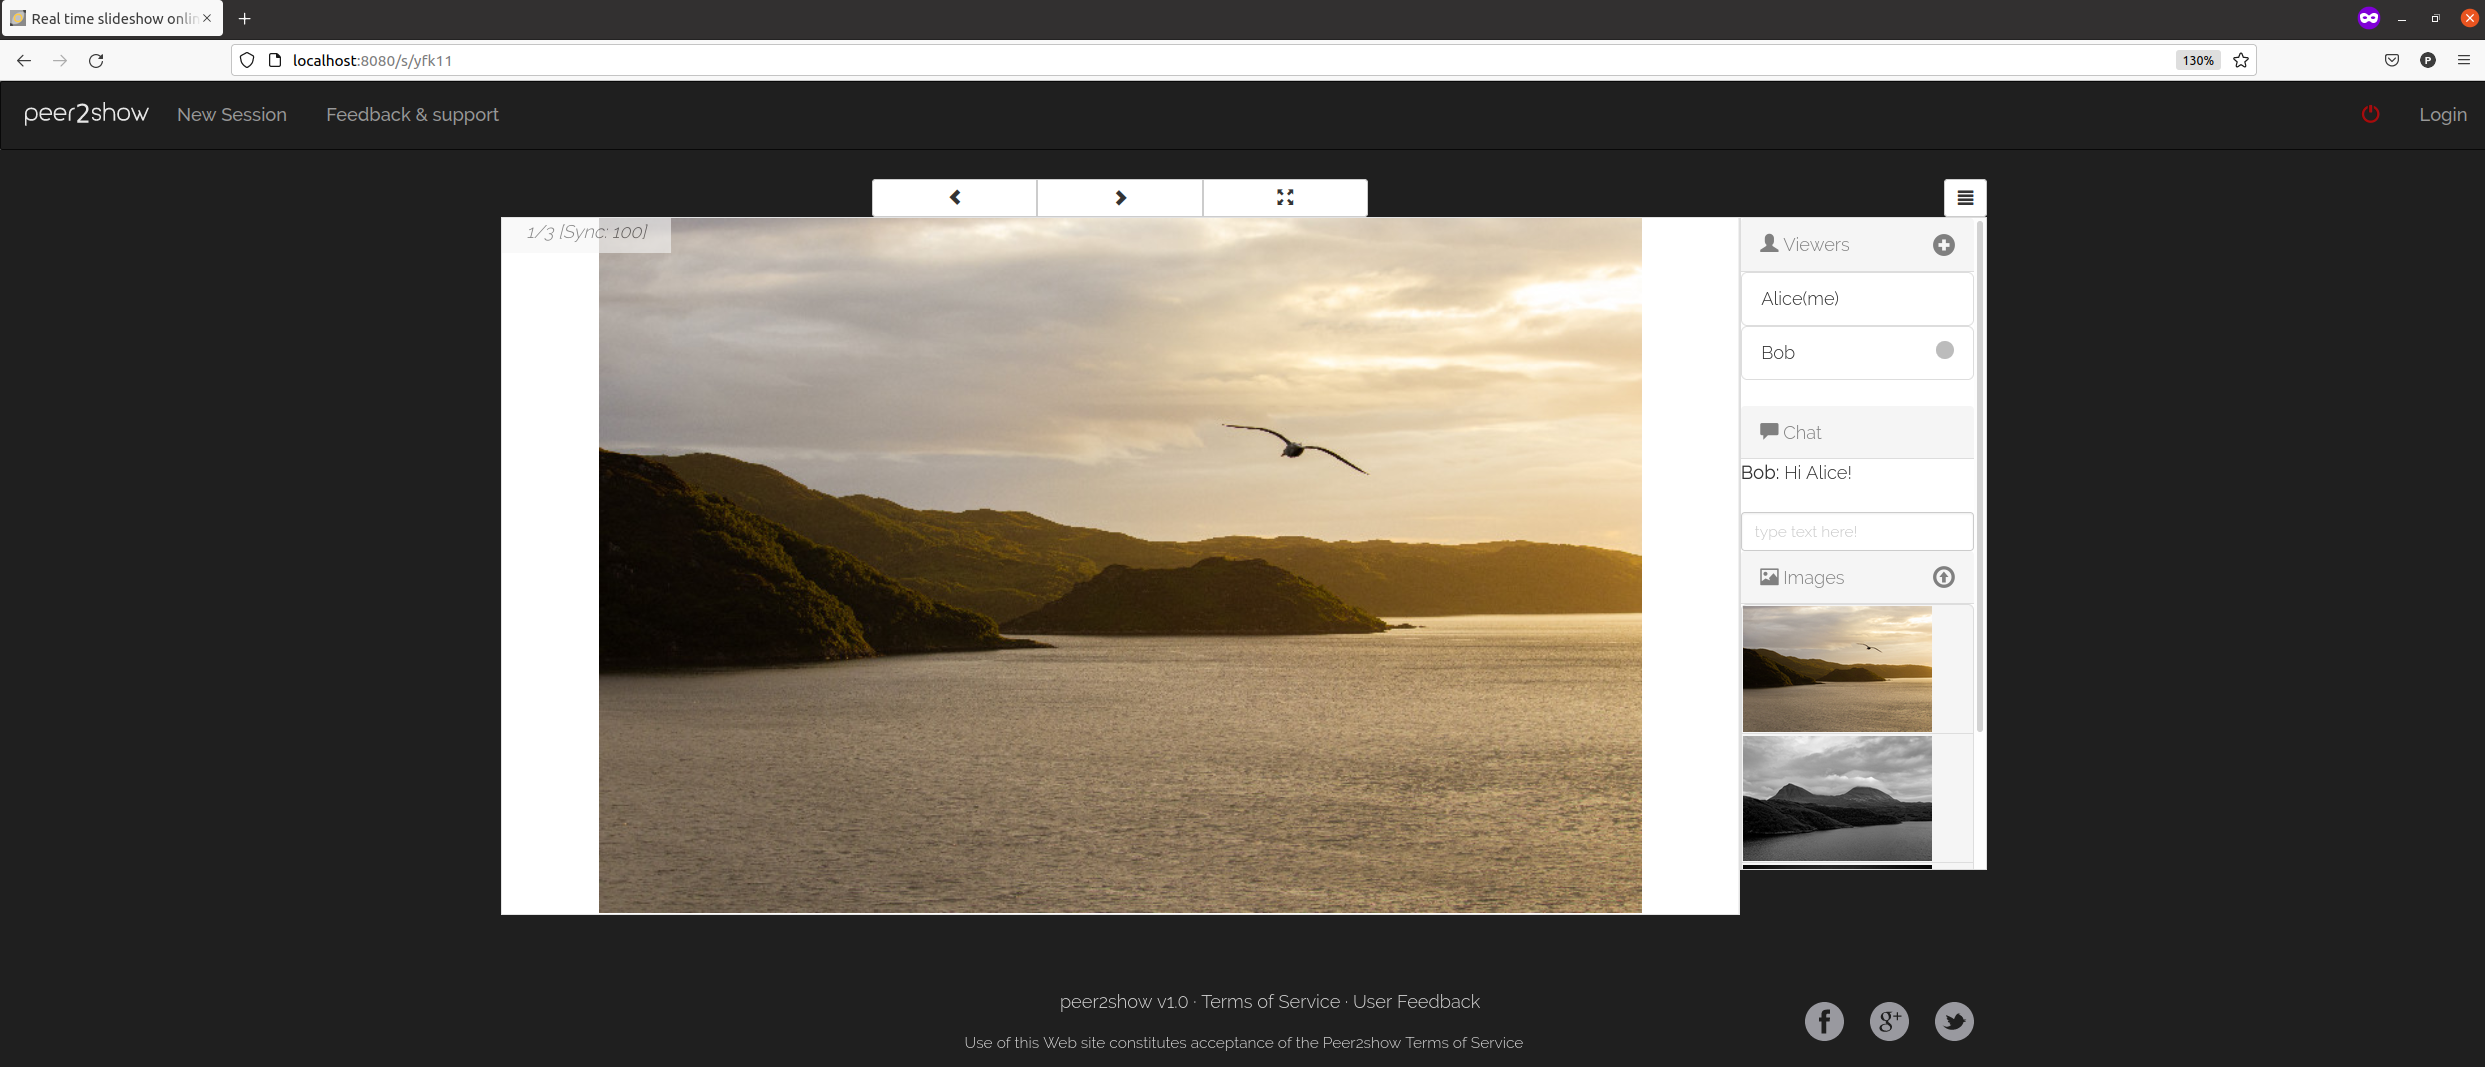 Real time slideshow onlin
localhost:8080/s/yfk11
130%
peer2show
New Session
Feedback & support
Login
1/3 [Sync: 100]
Viewers
Alice(me)
Bob
Chat
Bob: Hi Alice!
type text here!
Images
peer2show v1.0 · Terms of Service · User Feedback
Use of this Web site constitutes acceptance of the Peer2show Terms of Service